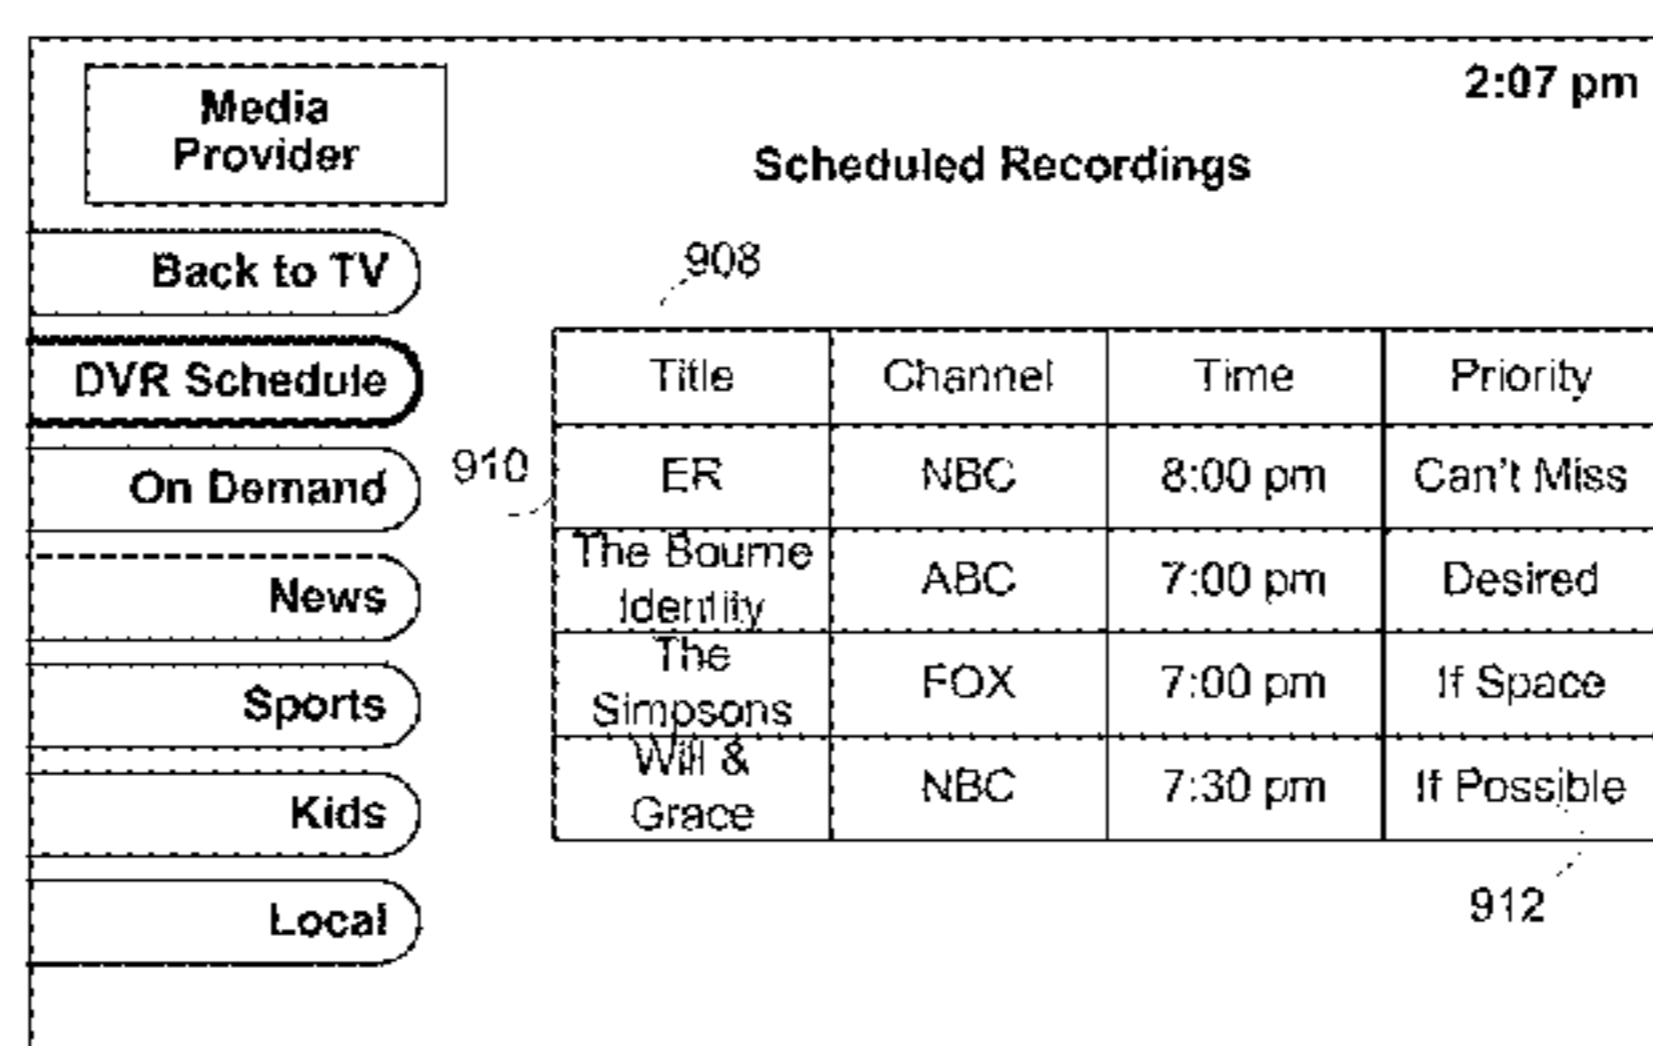 2:07 pm
Media
Provider
Scheduled Recordings
Back to TV
DVR Schedule
On Demand
News
Sports
Kids
Local
908
910
Title Channel Time Priority
ER NBC 8:00 pm Can't Miss
The Bourne
Identity ABC 7:00 pm Desired
The
Simpsons FOX 7:00 pm If Space
Will &
Grace NBC 7:30 pm If Possible
912